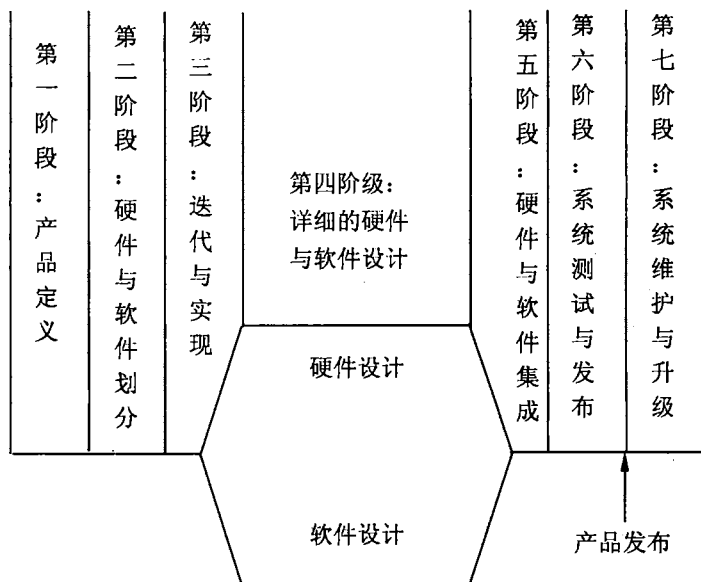 第一阶段：产品定义
第二阶段：硬件与软件划分
第三阶段：迭代与实现
第四阶级：
详细的硬件
与软件设计
硬件设计
软件设计
第五阶段：硬件与软件集成
第六阶段：系统测试与发布
第七阶段：系统维护与升级
产品发布